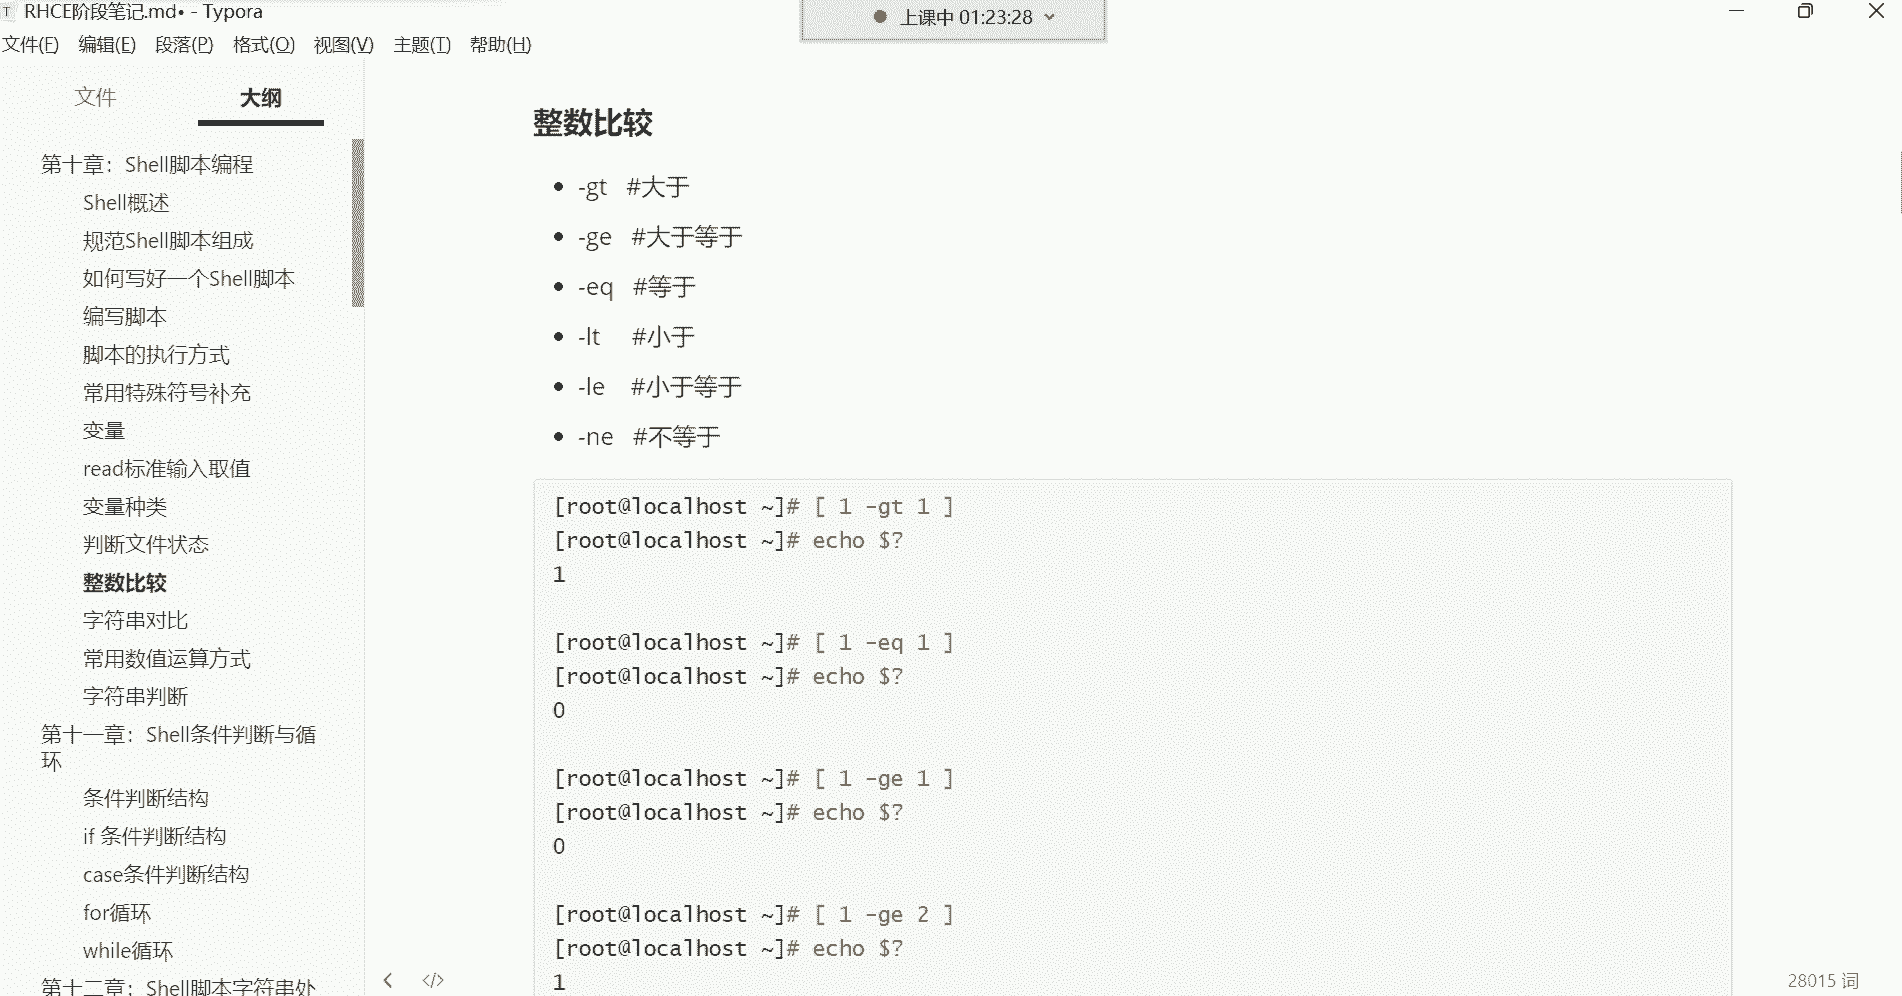 RHCE阶段笔记.md• - Typora
上课中 01:23:28
文件(F) 编辑(E) 段落(P) 格式(O) 视图(V) 主题(T) 帮助(H)
文件 大纲
第十章：Shell脚本编程
Shell概述
规范Shell脚本组成
如何写好一个Shell脚本
编写脚本
脚本的执行方式
常用特殊符号补充
变量
read标准输入取值
变量种类
判断文件状态
整数比较
字符串对比
常用数值运算方式
字符串判断
第十一章：Shell条件判断与循
环
条件判断结构
if 条件判断结构
case条件判断结构
for循环
while循环
第十二章：Shell脚本字符串处
整数比较
-gt #大于
-ge #大于等于
-eq #等于
-lt #小于
-le #小于等于
-ne #不等于
[root@localhost ~]# [ 1 -gt 1 ]
[root@localhost ~]# echo $?
1
[root@localhost ~]# [ 1 -eq 1 ]
[root@localhost ~]# echo $?
0
[root@localhost ~]# [ 1 -ge 1 ]
[root@localhost ~]# echo $?
0
[root@localhost ~]# [ 1 -ge 2 ]
[root@localhost ~]# echo $?
1
28015 词